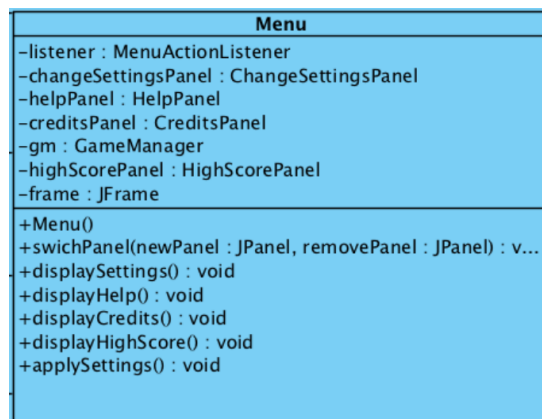 Menu
-listener : MenuActionListener
-changeSettingsPanel : ChangeSettingsPanel
-helpPanel : HelpPanel
-creditsPanel : CreditsPanel
-gm : GameManager
-highScorePanel : HighScorePanel
-frame : JFrame
+Menu()
+swichPanel(newPanel : JPanel, removePanel : JPanel) : v...
+displaySettings() : void
+displayHelp() : void
+displayCredits() : void
+displayHighScore() : void
+applySettings() : void